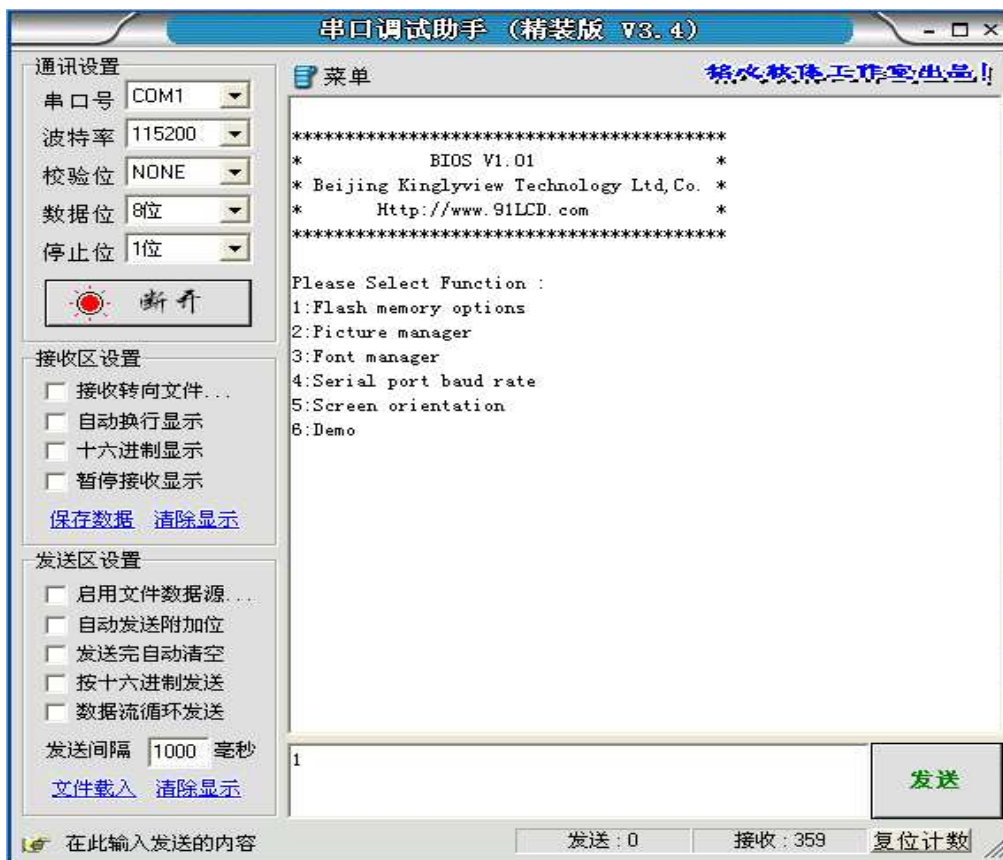 串口调试助手 (精装版 V3.4)
通讯设置
串口号 COM1
波特率 115200
校验位 NONE
数据位 8位
停止位 1位
断开
接收区设置
接收转向文件...
自动换行显示
十六进制显示
暂停接收显示
保存数据 清除显示
发送区设置
启用文件数据源...
自动发送附加位
发送完自动清空
按十六进制发送
数据流循环发送
发送间隔 1000 毫秒
文件载入 清除显示
菜单
软件工作室出品!
*****************************************
* BIOS V1.01 *
* Beijing Kinglyview Technology Ltd,Co. *
* Http://www.91LCD.com *
*****************************************
Please Select Function :
1:Flash memory options
2:Picture manager
3:Font manager
4:Serial port baud rate
5:Screen orientation
6:Demo
1
发送
在此输入发送的内容
发送:0
接收:359
复位计数